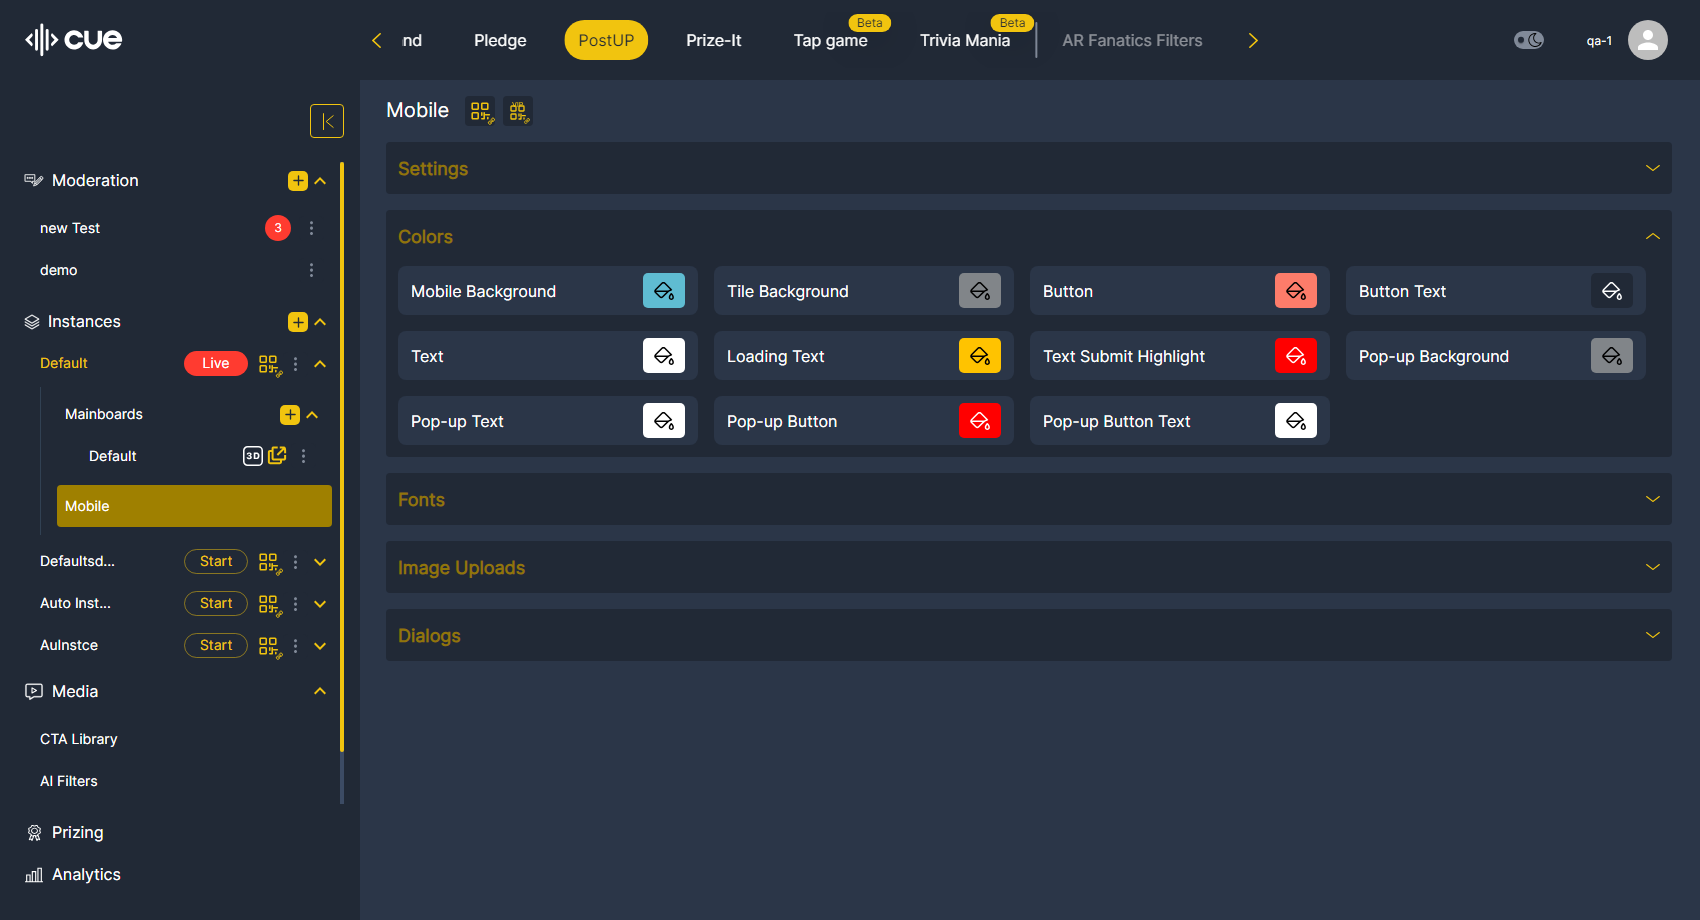 cue
nd
Pledge
PostUP
Prize-It
Tap game
Beta
Trivia Mania
Beta
AR Fanatics Filters
qa-1
Moderation
new Test
3
demo
Instances
Default
Live
Mainboards
Default
3D
Mobile
Defaultsd...
Start
Auto Inst...
Start
AuInstce
Start
Media
CTA Library
AI Filters
Prizing
Analytics
Mobile
Settings
Colors
Mobile Background
Tile Background
Button
Button Text
Text
Loading Text
Text Submit Highlight
Pop-up Background
Pop-up Text
Pop-up Button
Pop-up Button Text
Fonts
Image Uploads
Dialogs